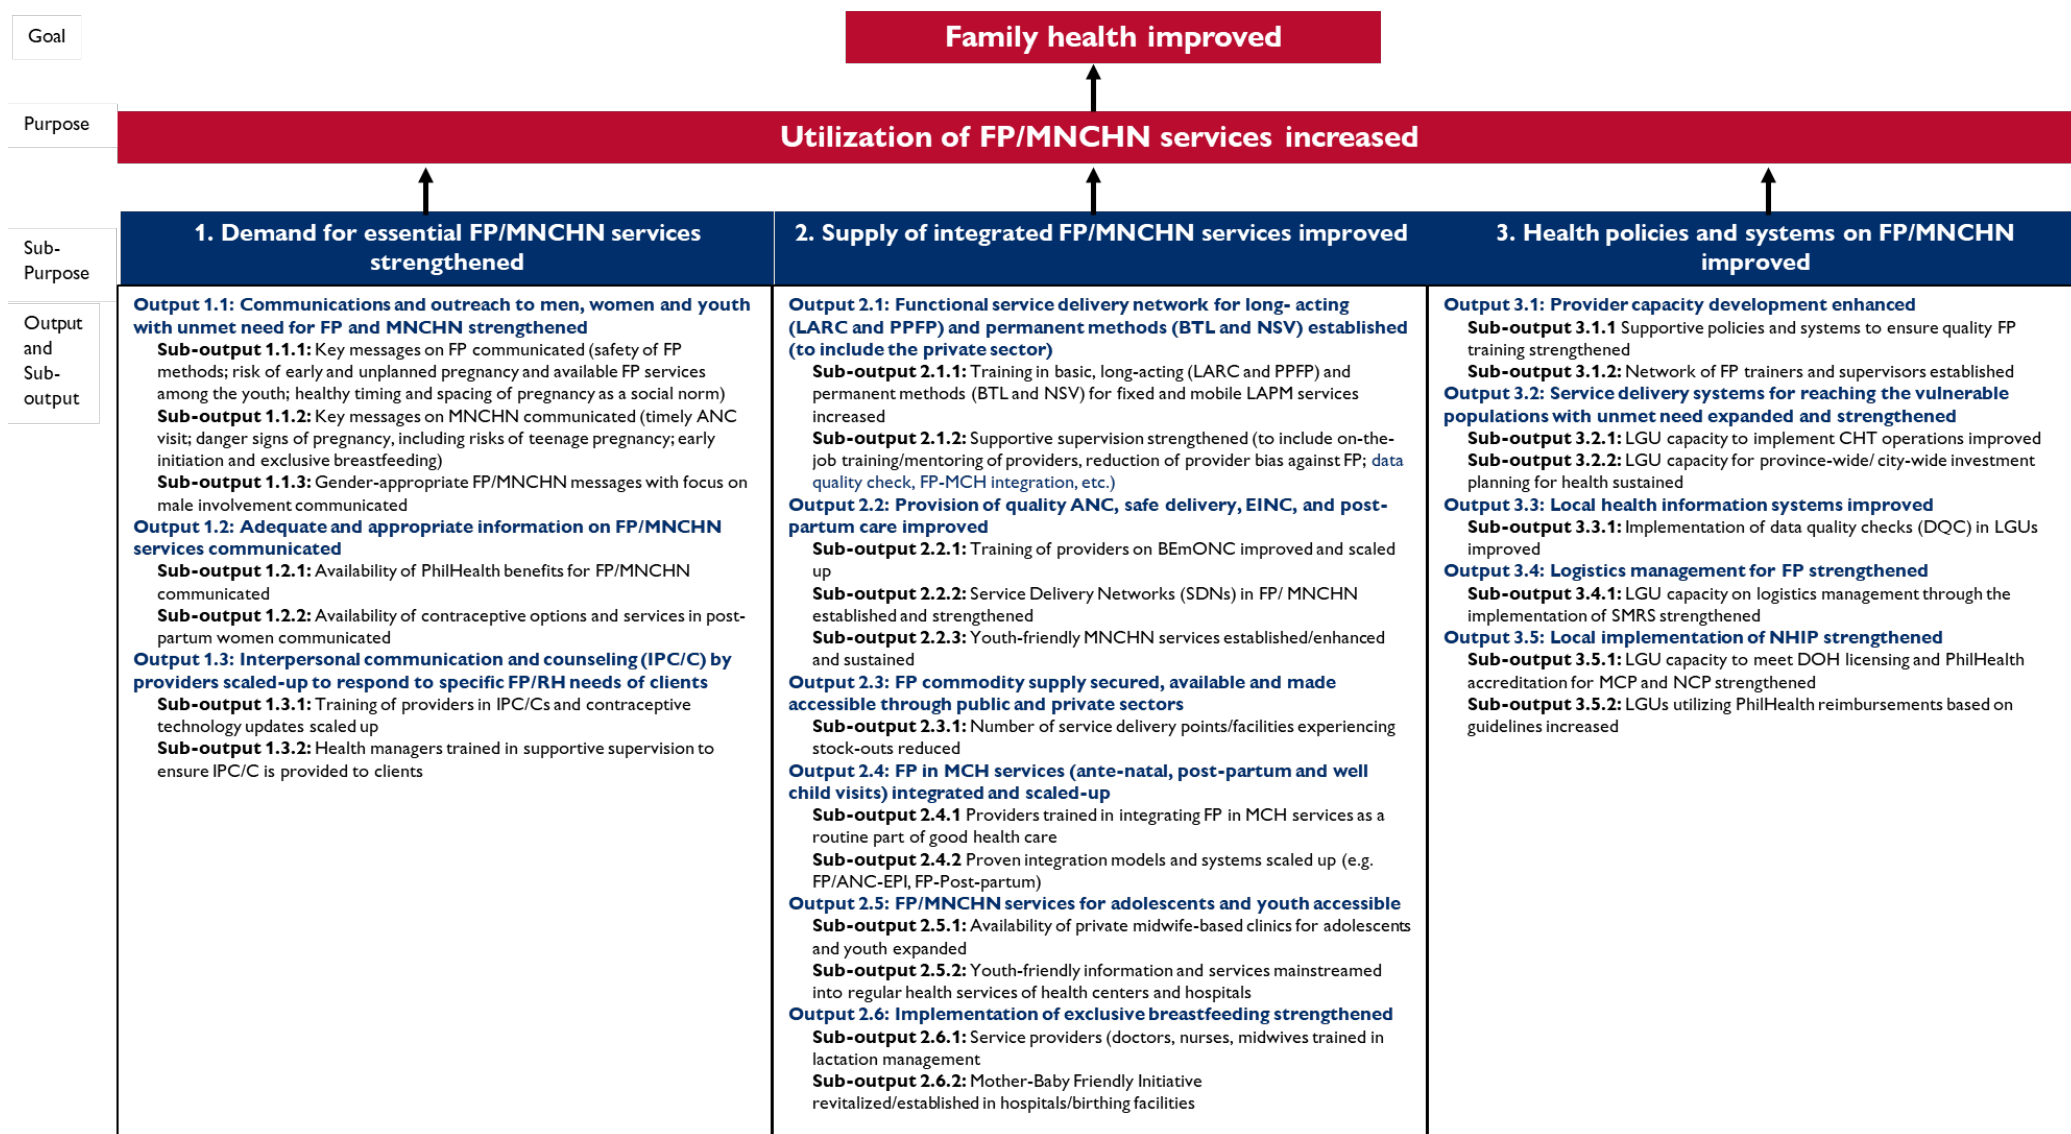 Goal
Family health improved
Purpose
Utilization of FP/MNCHN services increased
Sub-
Purpose
1. Demand for essential FP/MNCHN services
strengthened
2. Supply of integrated FP/MNCHN services improved
3. Health policies and systems on FP/MNCHN
improved
Output
and
Sub-
output
Output 1.1: Communications and outreach to men, women and youth
with unmet need for FP and MNCHN strengthened
Sub-output 1.1.1: Key messages on FP communicated (safety of FP
methods; risk of early and unplanned pregnancy and available FP services
among the youth; healthy timing and spacing of pregnancy as a social norm)
Sub-output 1.1.2: Key messages on MNCHN communicated (timely ANC
visit; danger signs of pregnancy, including risks of teenage pregnancy; early
initiation and exclusive breastfeeding)
Sub-output 1.1.3: Gender-appropriate FP/MNCHN messages with focus on
male involvement communicated
Output 1.2: Adequate and appropriate information on FP/MNCHN
services communicated
Sub-output 1.2.1: Availability of PhilHealth benefits for FP/MNCHN
communicated
Sub-output 1.2.2: Availability of contraceptive options and services in post-
partum women communicated
Output 1.3: Interpersonal communication and counseling (IPC/C) by
providers scaled-up to respond to specific FP/RH needs of clients
Sub-output 1.3.1: Training of providers in IPC/Cs and contraceptive
technology updates scaled up
Sub-output 1.3.2: Health managers trained in supportive supervision to
ensure IPC/C is provided to clients
Output 2.1: Functional service delivery network for long- acting
(LARC and PPFP) and permanent methods (BTL and NSV) established
(to include the private sector)
Sub-output 2.1.1: Training in basic, long-acting (LARC and PPFP) and
permanent methods (BTL and NSV) for fixed and mobile LAPM services
increased
Sub-output 2.1.2: Supportive supervision strengthened (to include on-the-
job training/mentoring of providers, reduction of provider bias against FP; data
quality check, FP-MCH integration, etc.)
Output 2.2: Provision of quality ANC, safe delivery, EINC, and post-
partum care improved
Sub-output 2.2.1: Training of providers on BEmONC improved and scaled
up
Sub-output 2.2.2: Service Delivery Networks (SDNs) in FP/ MNCHN
established and strengthened
Sub-output 2.2.3: Youth-friendly MNCHN services established/enhanced
and sustained
Output 2.3: FP commodity supply secured, available and made
accessible through public and private sectors
Sub-output 2.3.1: Number of service delivery points/facilities experiencing
stock-outs reduced
Output 2.4: FP in MCH services (ante-natal, post-partum and well
child visits) integrated and scaled-up
Sub-output 2.4.1 Providers trained in integrating FP in MCH services as a
routine part of good health care
Sub-output 2.4.2 Proven integration models and systems scaled up (e.g.
FP/ANC-EPI, FP-Post-partum)
Output 2.5: FP/MNCHN services for adolescents and youth accessible
Sub-output 2.5.1: Availability of private midwife-based clinics for adolescents
and youth expanded
Sub-output 2.5.2: Youth-friendly information and services mainstreamed
into regular health services of health centers and hospitals
Output 2.6: Implementation of exclusive breastfeeding strengthened
Sub-output 2.6.1: Service providers (doctors, nurses, midwives trained in
lactation management
Sub-output 2.6.2: Mother-Baby Friendly Initiative
revitalized/established in hospitals/birthing facilities
Output 3.1: Provider capacity development enhanced
Sub-output 3.1.1 Supportive policies and systems to ensure quality FP
training strengthened
Sub-output 3.1.2: Network of FP trainers and supervisors established
Output 3.2: Service delivery systems for reaching the vulnerable
populations with unmet need expanded and strengthened
Sub-output 3.2.1: LGU capacity to implement CHT operations improved
Sub-output 3.2.2: LGU capacity for province-wide/ city-wide investment
planning for health sustained
Output 3.3: Local health information systems improved
Sub-output 3.3.1: Implementation of data quality checks (DQC) in LGUs
improved
Output 3.4: Logistics management for FP strengthened
Sub-output 3.4.1: LGU capacity on logistics management through the
implementation of SMRS strengthened
Output 3.5: Local implementation of NHIP strengthened
Sub-output 3.5.1: LGU capacity to meet DOH licensing and PhilHealth
accreditation for MCP and NCP strengthened
Sub-output 3.5.2: LGUs utilizing PhilHealth reimbursements based on
guidelines increased